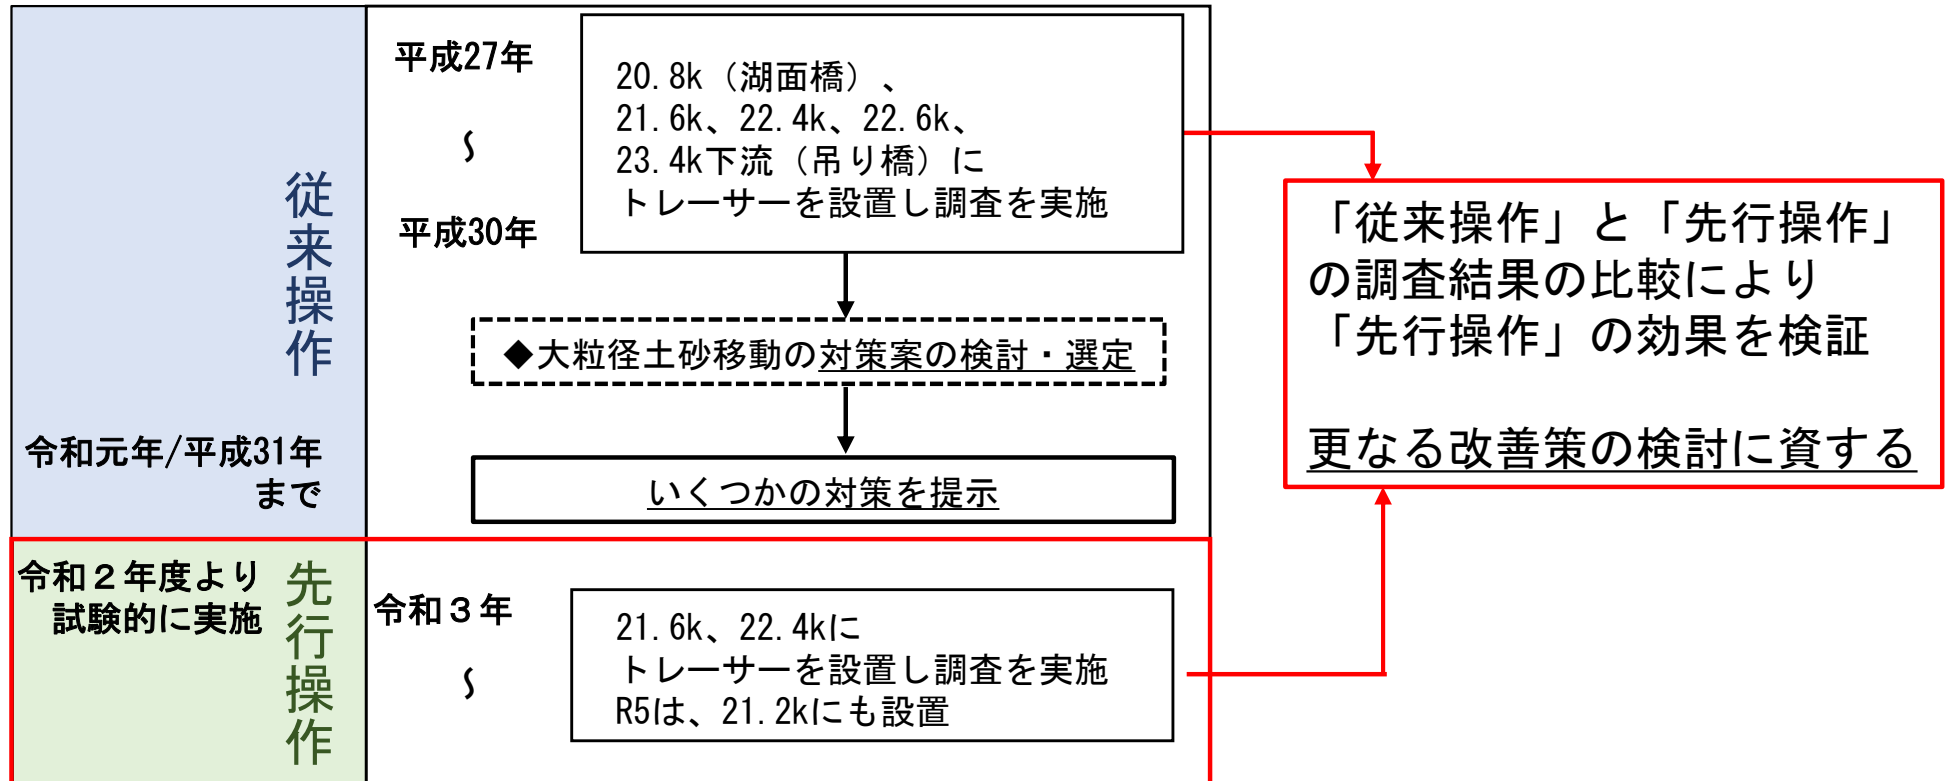 従来操作
令和元年/平成31年
まで
平成27年
~
平成30年
20.8k（湖面橋）、
21.6k、22.4k、22.6k、
23.4k下流（吊り橋）に
トレーサーを設置し調査を実施
◆大粒径土砂移動の対策案の検討・選定
いくつかの対策を提示
令和２年度より
試験的に実施
先行操作
令和３年
~
21.6k、22.4kに
トレーサーを設置し調査を実施
R5は、21.2kにも設置
「従来操作」と「先行操作」
の調査結果の比較により
「先行操作」の効果を検証
更なる改善策の検討に資する